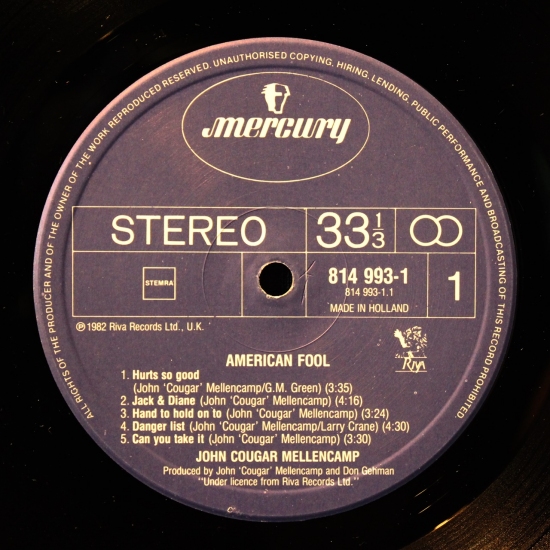 ALL RIGHTS OF THE PRODUCER AND OF THE OWNER OF THE WORK REPRODUCED RESERVED. UNAUTHORISED COPYING, HIRING, LENDING, PUBLIC PERFORMANCE AND BROADCASTING OF THIS RECORD PROHIBITED.
mercury
STEREO 33 1/3
STEMRA 814 993-1 1
814 993-1.1
MADE IN HOLLAND
℗ 1982 Riva Records Ltd., U.K.
RIVA
AMERICAN FOOL
1. Hurts so good
(John ‘Cougar’ Mellencamp/G.M. Green) (3:35)
2. Jack & Diane (John ‘Cougar’ Mellencamp) (4:16)
3. Hand to hold on to (John ‘Cougar’ Mellencamp) (3:24)
4. Danger list (John ‘Cougar’ Mellencamp/Larry Crane) (4:30)
5. Can you take it (John ‘Cougar’ Mellencamp) (3:30)
JOHN COUGAR MELLENCAMP
Produced by John ‘Cougar’ Mellencamp and Don Gehman
"Under licence from Riva Records Ltd."